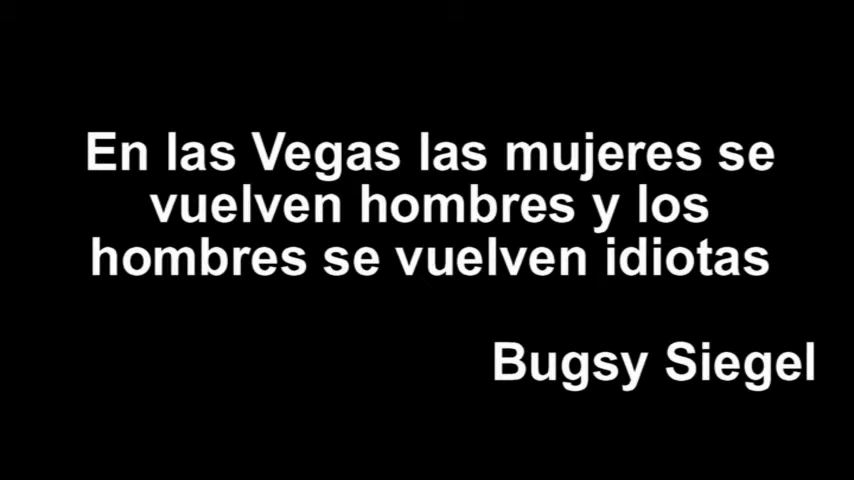 En las Vegas las mujeres se
vuelven hombres y los
hombres se vuelven idiotas
Bugsy Siegel